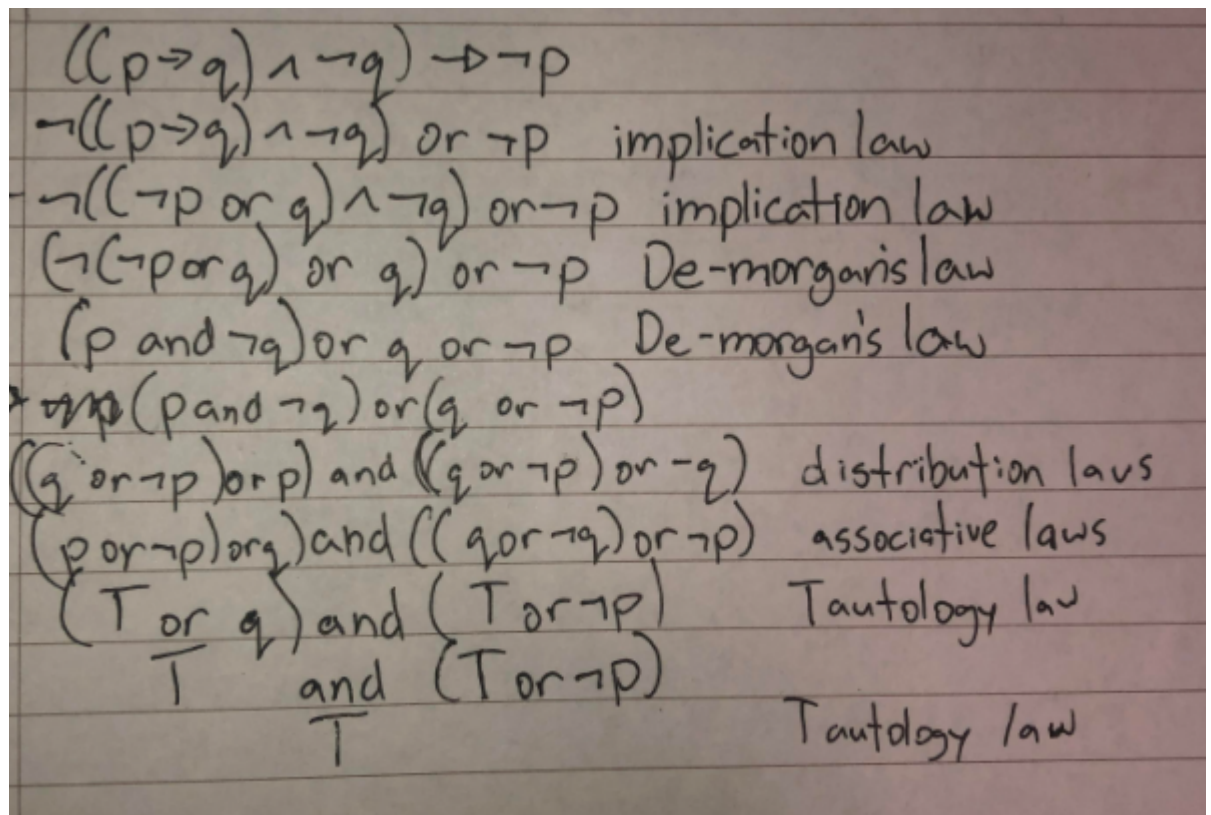 ((p→q) ∧ ¬q) → ¬p
¬((p→q) ∧ ¬q) or ¬p implication law
¬((¬p or q) ∧ ¬q) or ¬p implication law
(¬(¬p or q) or q) or ¬p De-morgan's law
(p and ¬q) or q or ¬p De-morgan's law
(p and ¬q) or (q or ¬p)
((q or ¬p) or p) and ((q or ¬p) or -q) distribution laws
(p or ¬p) or q) and ((q or ¬q) or ¬p) associative laws
(T or q) and (T or ¬p) Tautology law
T and (T or ¬p)
T Tautology law